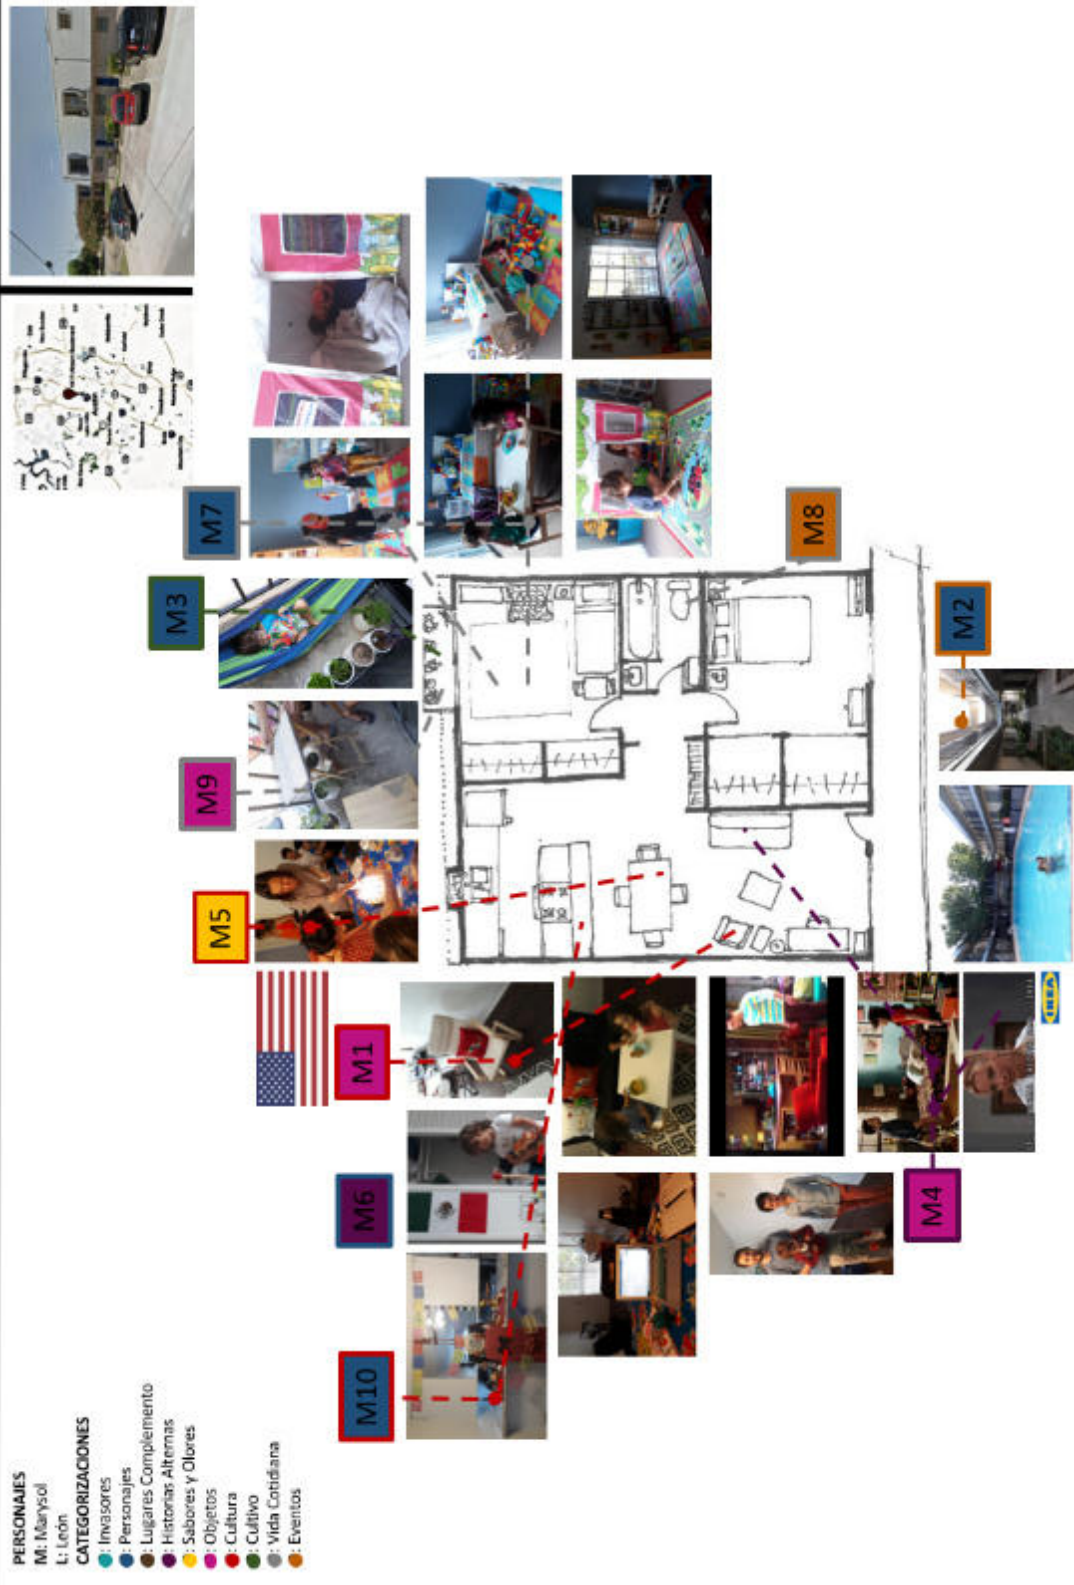 PERSONAJES
M: Marysol
L: León
CATEGORIZACIONES
: Invasores
: Personajes
: Lugares Complemento
: Historias Alternas
: Sabores y Olores
: Objetos
: Cultura
: Cultivo
: Vida Cotidiana
: Eventos
M10
M6
M1
M5
M9
M3
M7
M4
M2
M8
IKEA